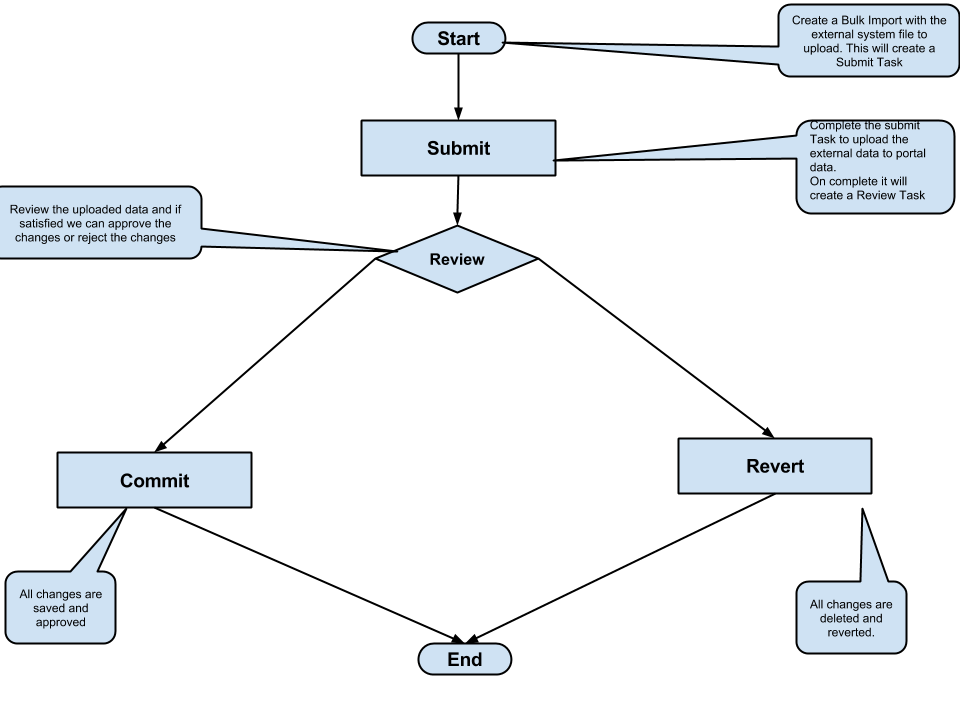 Start
Create a Bulk Import with the
external system file to
upload. This will create a
Submit Task
Submit
Complete the submit
Task to upload the
external data to portal
data.
On complete it will
create a Review Task
Review the uploaded data and if
satisfied we can approve the
changes or reject the changes
Review
Commit
Revert
All changes are
saved and
approved
All changes are
deleted and
reverted.
End